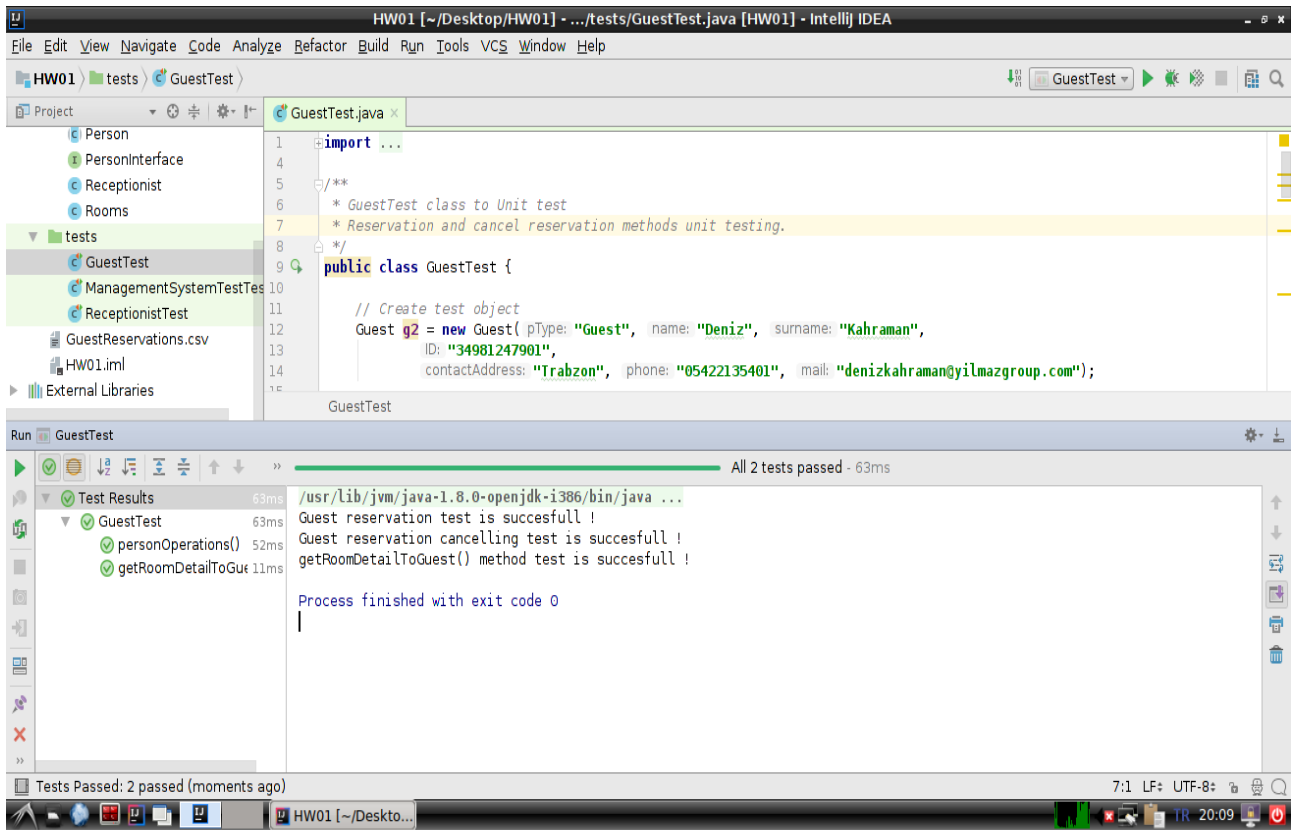 HW01 [~/Desktop/HW01] - .../tests/GuestTest.java [HW01] - IntelliJ IDEA
File Edit View Navigate Code Analyze Refactor Build Run Tools VCS Window Help
HW01 tests GuestTest
GuestTest
Project
GuestTest.java
Person
PersonInterface
Receptionist
Rooms
tests
GuestTest
ManagementSystemTestTes
ReceptionistTest
GuestReservations.csv
HW01.iml
External Libraries
1 import ...
4
5 /**
6 * GuestTest class to Unit test
7 * Reservation and cancel reservation methods unit testing.
8 */
9 public class GuestTest {
10
11 // Create test object
12 Guest g2 = new Guest( pType: "Guest", name: "Deniz", surname: "Kahraman",
13 ID: "34981247901",
14 contactAddress: "Trabzon", phone: "05422135401", mail: "denizkahraman@yilmazgroup.com");
15
GuestTest
Run GuestTest
All 2 tests passed - 63ms
Test Results 63ms
GuestTest 63ms
personOperations() 52ms
getRoomDetailToGue 11ms
/usr/lib/jvm/java-1.8.0-openjdk-i386/bin/java ...
Guest reservation test is succesfull !
Guest reservation cancelling test is succesfull !
getRoomDetailToGuest() method test is succesfull !
Process finished with exit code 0
Tests Passed: 2 passed (moments ago)
7:1 LF UTF-8
HW01 [~/Deskto...
TR 20:09